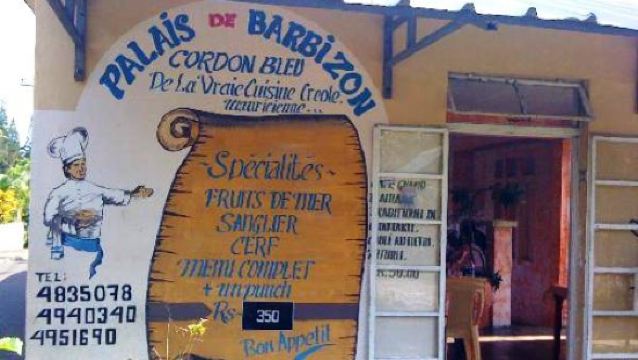 PALAIS DE BARBIZON
CORDON BLEU
De La Vraie Cuisine Creole
mauricienne...
Spécialités
FRUITS DE MER
SANGLIER
CERF
MENU COMPLET
+ un punch
Rs 350
Bon Appetit
TEL:
4835078
4940340
4951690